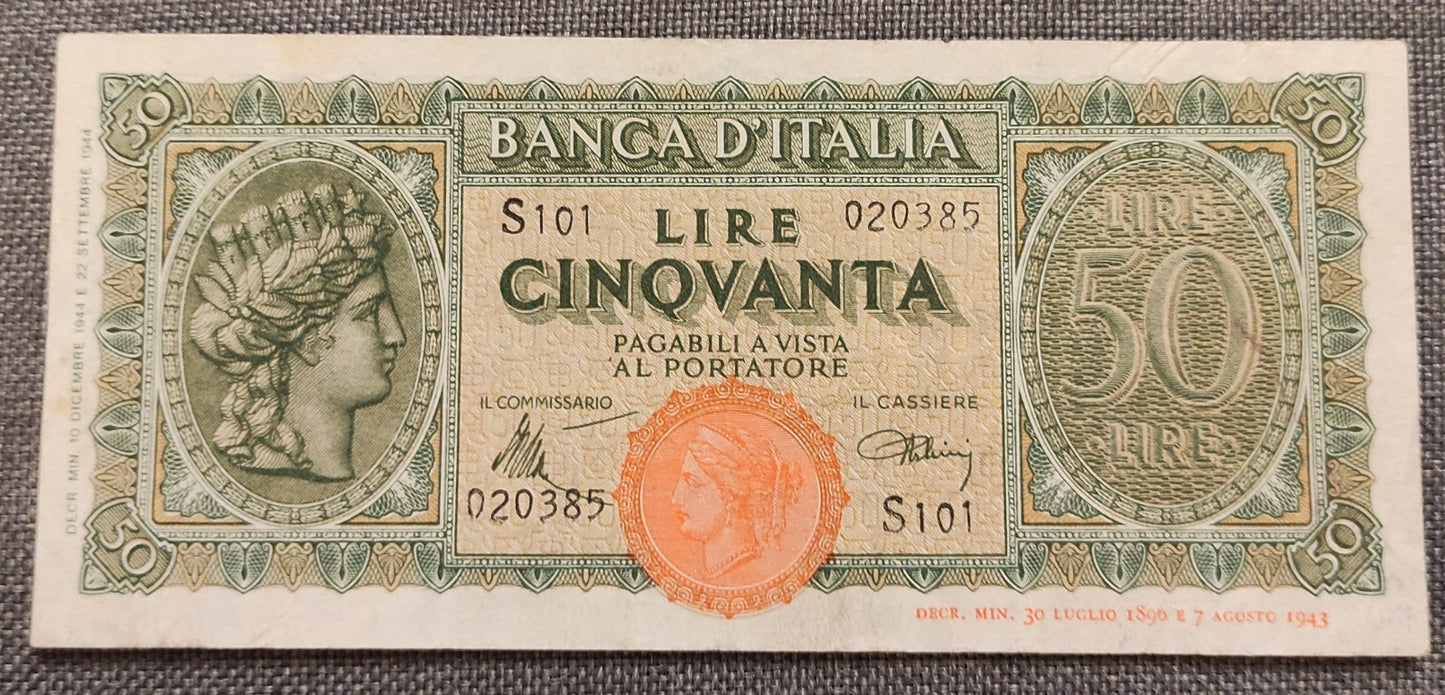 50
50
BANCA D'ITALIA
DECR. MIN. 10 DICEMBRE 1944 E 22 SETTEMBRE 1944
S101
LIRE
020385
CINQVANTA
PAGABILI A VISTA
AL PORTATORE
LIRE
50
LIRE
IL COMMISSARIO
IL CASSIERE
020385
S101
50
50
DECR. MIN. 30 LUGLIO 1896 E 7 AGOSTO 1943